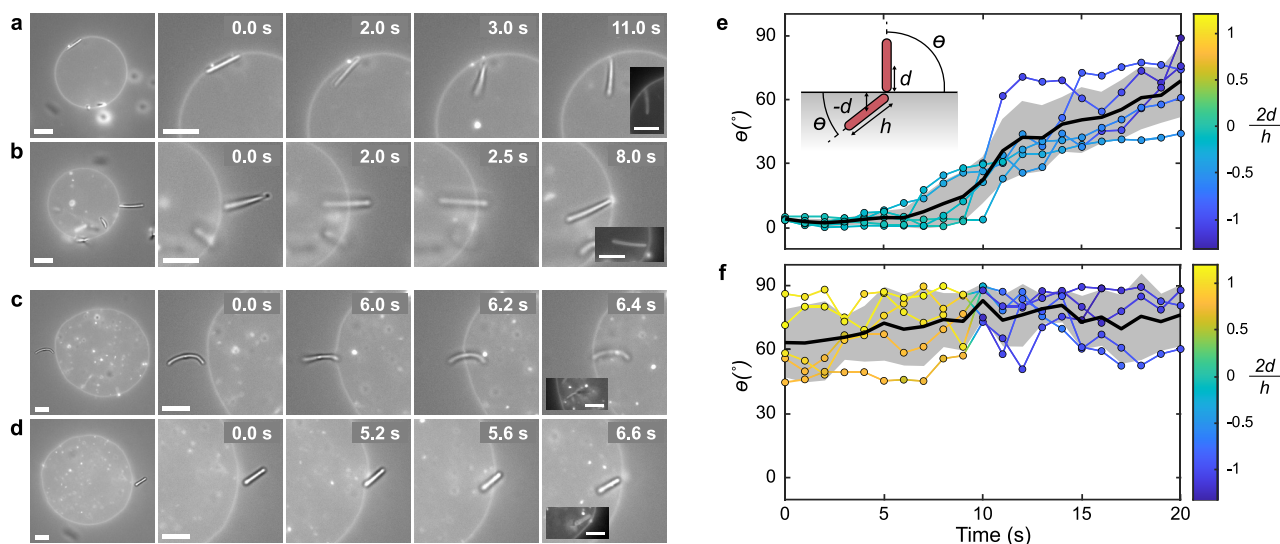 a
0.0 s
2.0 s
3.0 s
11.0 s
b
0.0 s
2.0 s
2.5 s
8.0 s
c
0.0 s
6.0 s
6.2 s
6.4 s
d
0.0 s
5.2 s
5.6 s
6.6 s
e
90
60
30
0
ϴ(°)
ϴ
d
-d
ϴ
h
1
0.5
0
-0.5
-1
2d
h
f
90
60
90
30
0
ϴ(°)
0
5
10
15
20
Time (s)
1
0.5
0
-0.5
-1
2d
h